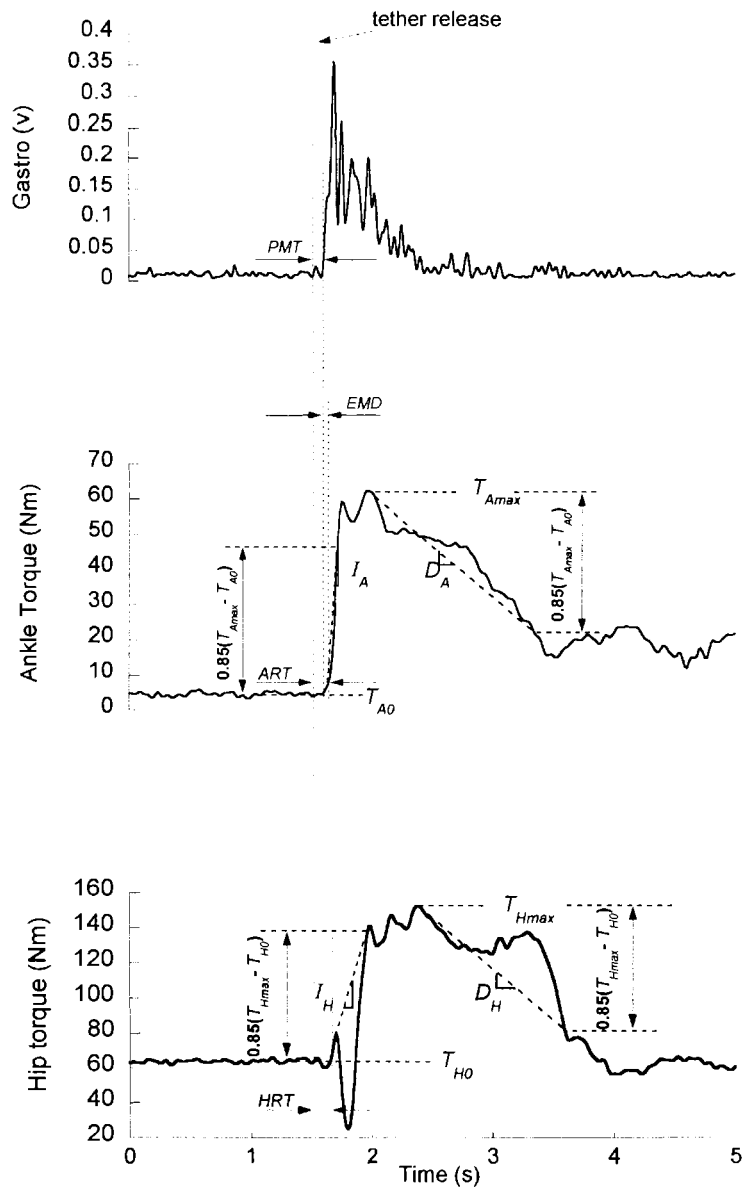 tether release
Gastro (v)
0.4
0.35
0.3
0.25
0.2
0.15
0.1
0.05
0
PMT
EMD
Ankle Torque (Nm)
70
60
50
40
30
20
10
0
T_Amax
0.85(T_Amax - T_A0)
I_A
D_A
0.85(T_Amax - T_A0)
ART
T_A0
Hip torque (Nm)
160
140
120
100
80
60
40
20
T_Hmax
0.85(T_Hmax - T_H0)
I_H
D_H
0.85(T_Hmax - T_H0)
T_H0
HRT
0 1 2 3 4 5
Time (s)